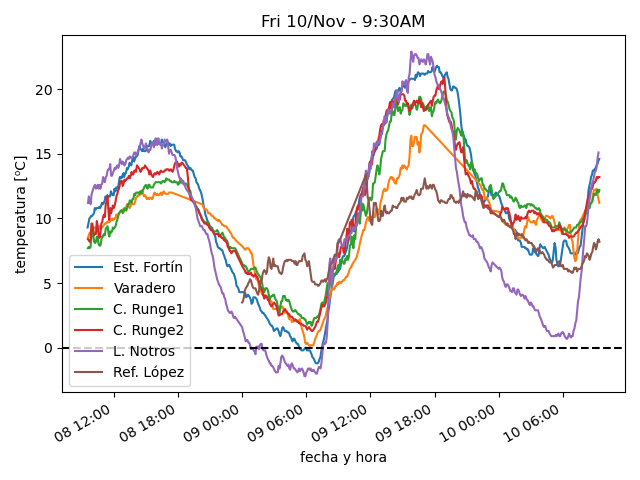 Fri 10/Nov - 9:30AM
temperatura [ºC]
20
15
10
5
0
Est. Fortín
Varadero
C. Runge1
C. Runge2
L. Notros
Ref. López
08 12:00
08 18:00
09 00:00
09 06:00
09 12:00
09 18:00
10 00:00
10 06:00
fecha y hora